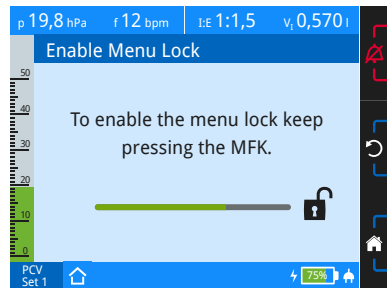 p 19,8 hPa f 12 bpm I:E 1:1,5 VI 0,570 l
Enable Menu Lock
50
40
To enable the menu lock keep
30
pressing the MFK.
20
10
0
PCV
Set 1
75%